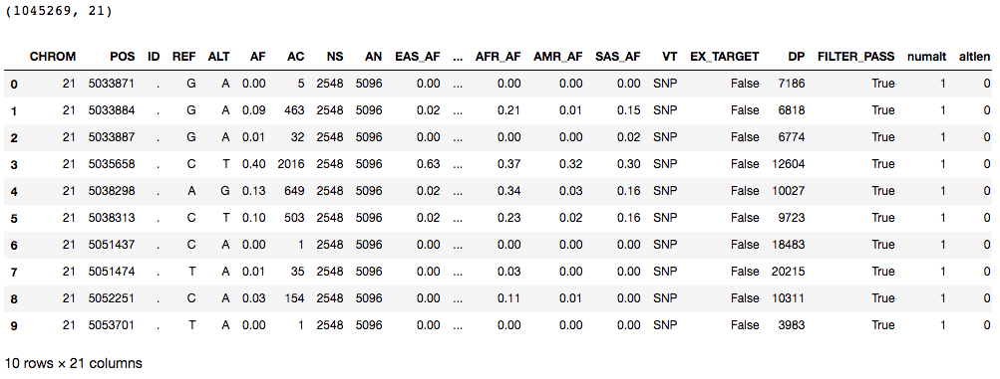 (1045269, 21)
CHROM POS ID REF ALT AF AC NS AN EAS_AF ... AFR_AF AMR_AF SAS_AF VT EX_TARGET DP FILTER_PASS numalt altlen
0 21 5033871 . G A 0.00 5 2548 5096 0.00 ... 0.00 0.00 0.00 SNP False 7186 True 1 0
1 21 5033884 . G A 0.09 463 2548 5096 0.02 ... 0.21 0.01 0.15 SNP False 6818 True 1 0
2 21 5033887 . G A 0.01 32 2548 5096 0.00 ... 0.00 0.00 0.02 SNP False 6774 True 1 0
3 21 5035658 . C T 0.40 2016 2548 5096 0.63 ... 0.37 0.32 0.30 SNP False 12604 True 1 0
4 21 5038298 . A G 0.13 649 2548 5096 0.02 ... 0.34 0.03 0.16 SNP False 10027 True 1 0
5 21 5038313 . C T 0.10 503 2548 5096 0.02 ... 0.23 0.02 0.16 SNP False 9723 True 1 0
6 21 5051437 . C A 0.00 1 2548 5096 0.00 ... 0.00 0.00 0.00 SNP False 18483 True 1 0
7 21 5051474 . T A 0.01 35 2548 5096 0.00 ... 0.03 0.00 0.00 SNP False 20215 True 1 0
8 21 5052251 . C A 0.03 154 2548 5096 0.00 ... 0.11 0.01 0.00 SNP False 10311 True 1 0
9 21 5053701 . T A 0.00 1 2548 5096 0.00 ... 0.00 0.00 0.00 SNP False 3983 True 1 0
10 rows × 21 columns